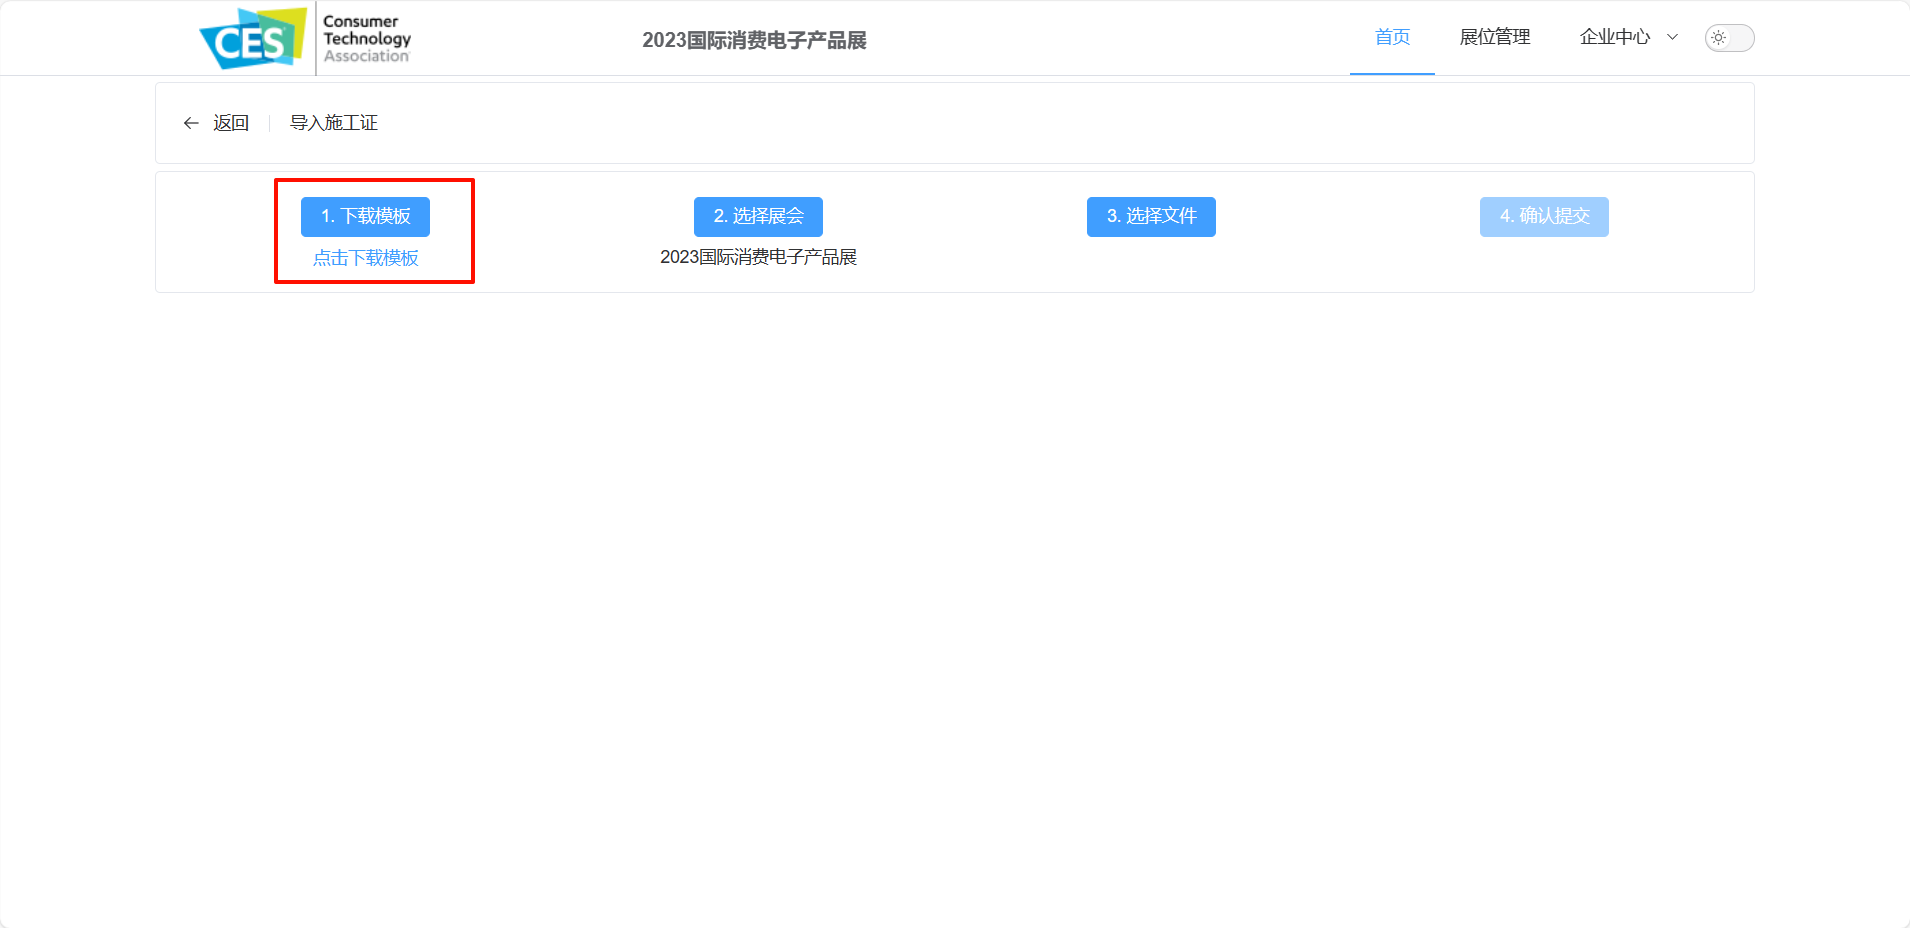 CES
Consumer
Technology
Association
2023国际消费电子产品展
首页
展位管理
企业中心
返回
导入施工证
1. 下载模板
2. 选择展会
3. 选择文件
4. 确认提交
点击下载模板
2023国际消费电子产品展